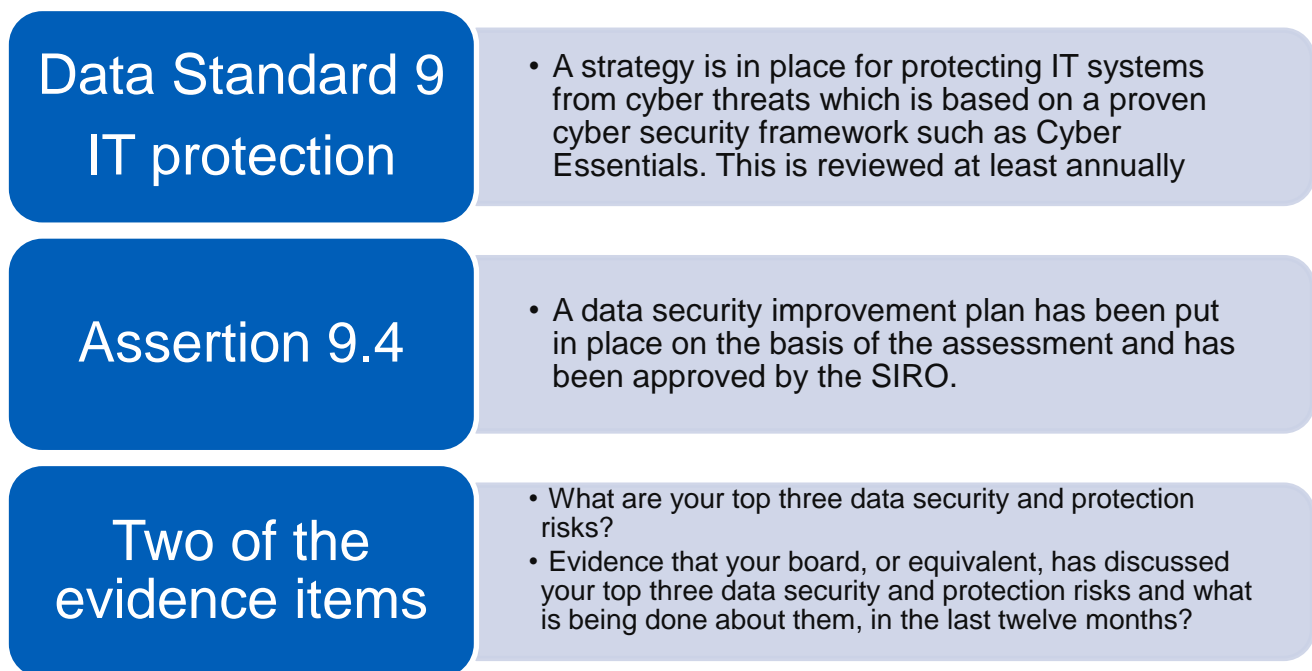 Data Standard 9
IT protection
• A strategy is in place for protecting IT systems
from cyber threats which is based on a proven
cyber security framework such as Cyber
Essentials. This is reviewed at least annually
Assertion 9.4
• A data security improvement plan has been put
in place on the basis of the assessment and has
been approved by the SIRO.
Two of the
evidence items
• What are your top three data security and protection
risks?
• Evidence that your board, or equivalent, has discussed
your top three data security and protection risks and what
is being done about them, in the last twelve months?